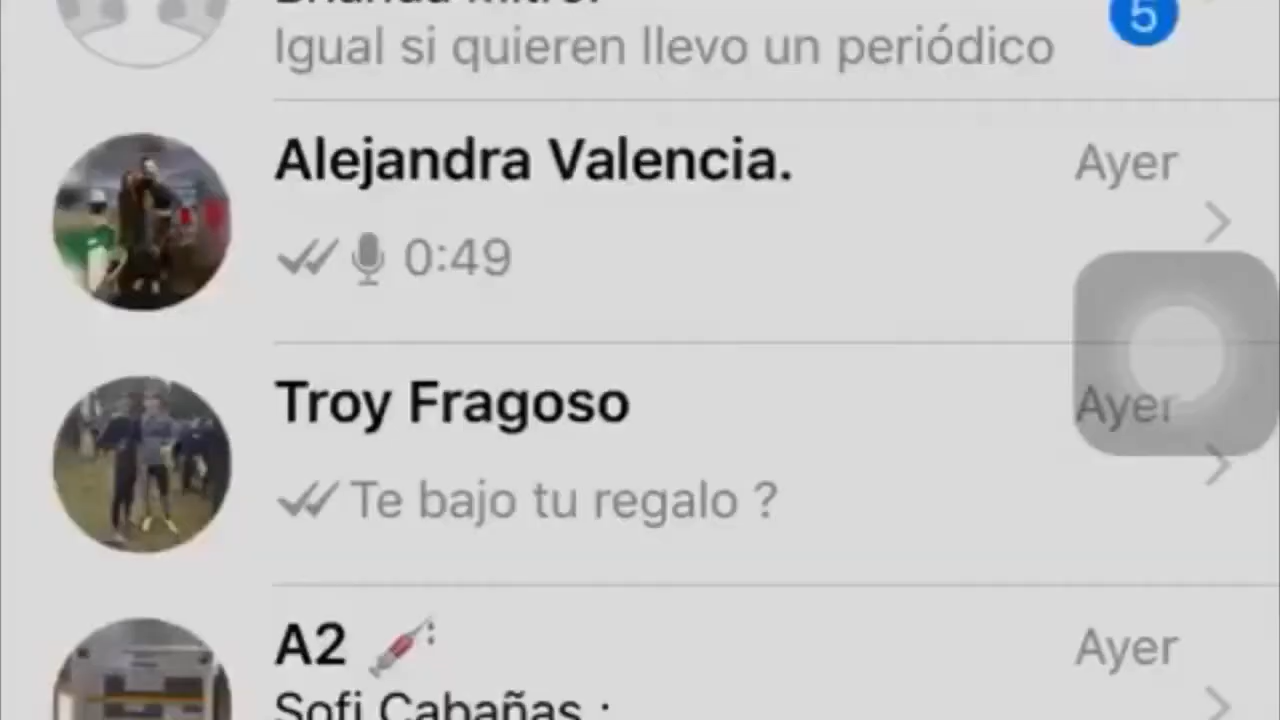 Igual si quieren llevo un periódico
5
Alejandra Valencia.
Ayer
0:49
Troy Fragoso
Ayer
Te bajo tu regalo ?
A2
Ayer
Sofi Cabañas :